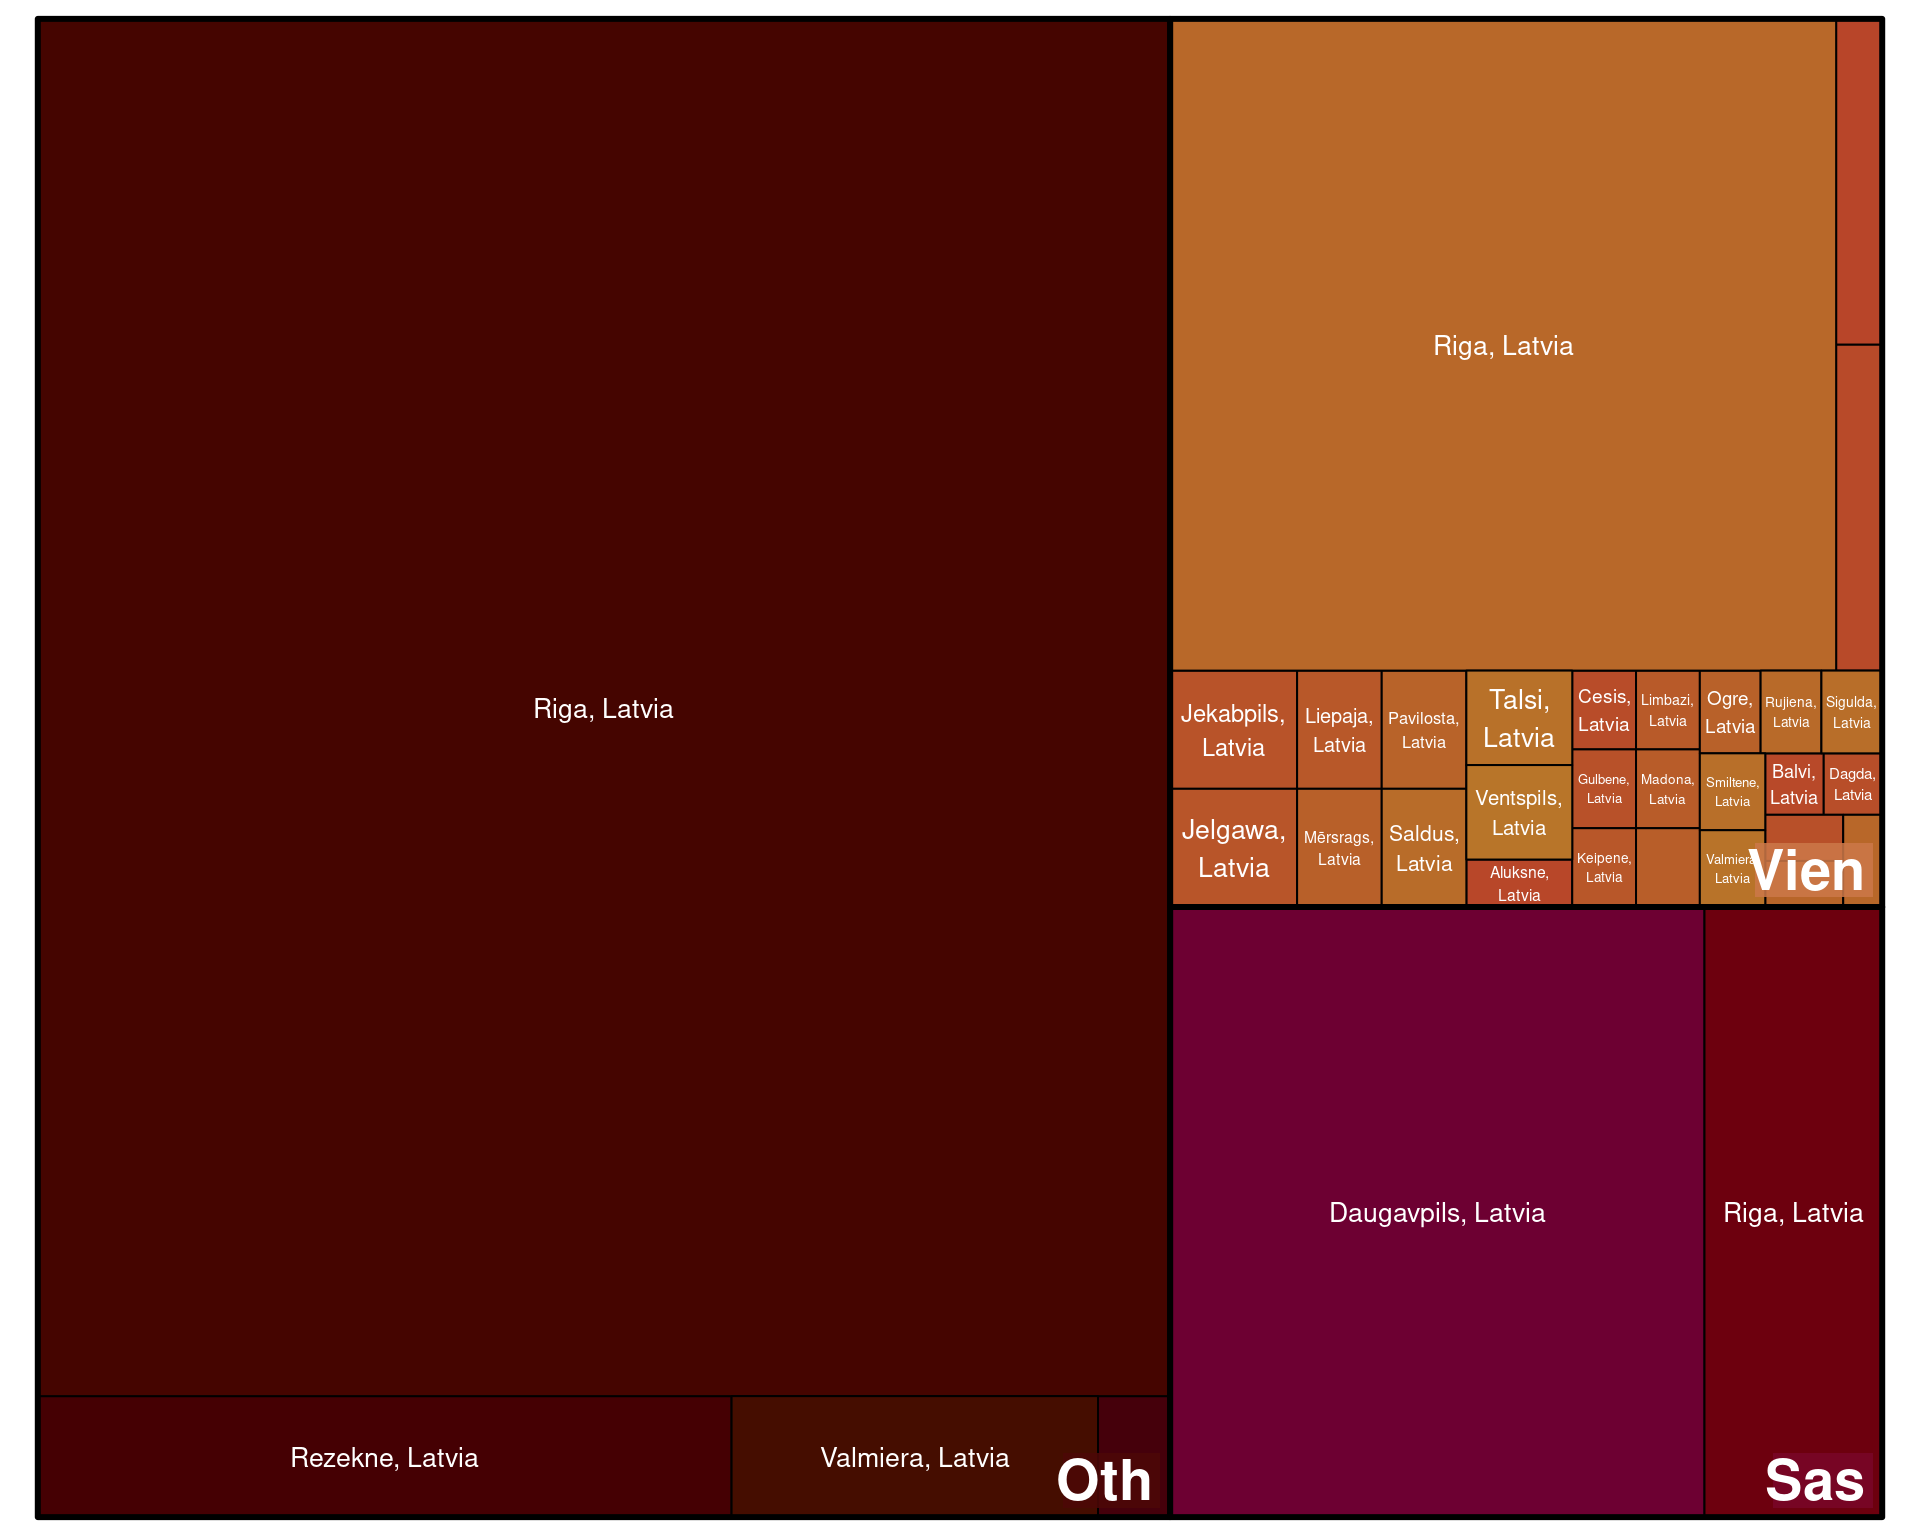 Riga, Latvia
Rezekne, Latvia
Valmiera, Latvia
Oth
Riga, Latvia
Jekabpils,
Latvia
Liepaja,
Latvia
Pavilosta,
Latvia
Talsi,
Latvia
Cesis,
Latvia
Limbazi,
Latvia
Ogre,
Latvia
Rujiena,
Latvia
Sigulda,
Latvia
Jelgawa,
Latvia
Mērsrags,
Latvia
Saldus,
Latvia
Ventspils,
Latvia
Aluksne,
Latvia
Gulbene,
Latvia
Madona,
Latvia
Keipene,
Latvia
Smiltene,
Latvia
Balvi,
Latvia
Dagda,
Latvia
Valmiera
Latvia
Vien
Daugavpils, Latvia
Riga, Latvia
Sas